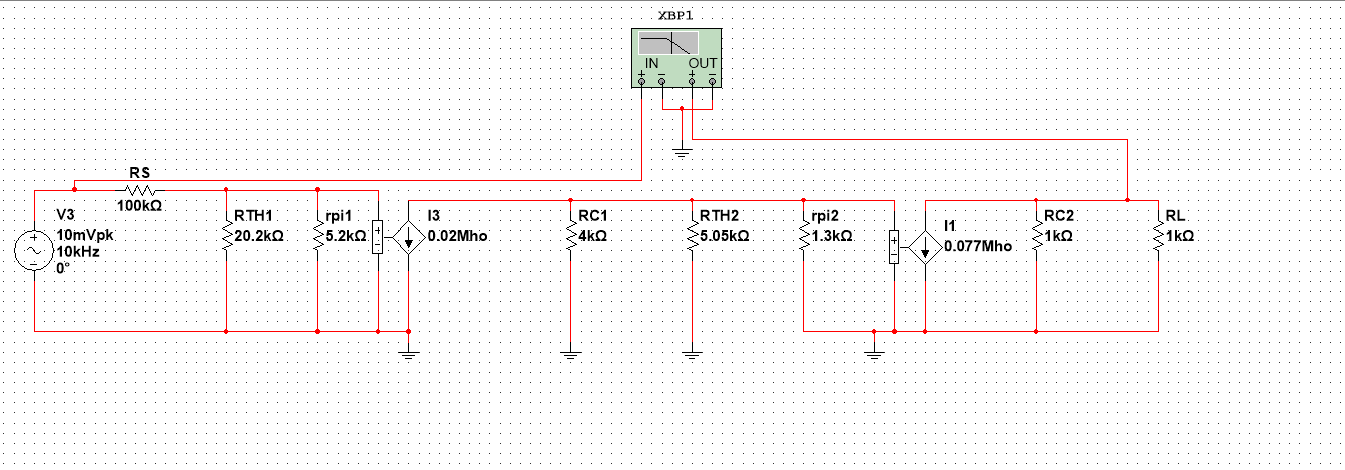 XBP1
IN OUT
+ − + −
RS
100kΩ
V3
10mVpk
10kHz
0°
RTH1
20.2kΩ
rpi1
5.2kΩ
I3
0.02Mho
RC1
4kΩ
RTH2
5.05kΩ
rpi2
1.3kΩ
I1
0.077Mho
RC2
1kΩ
RL
1kΩ